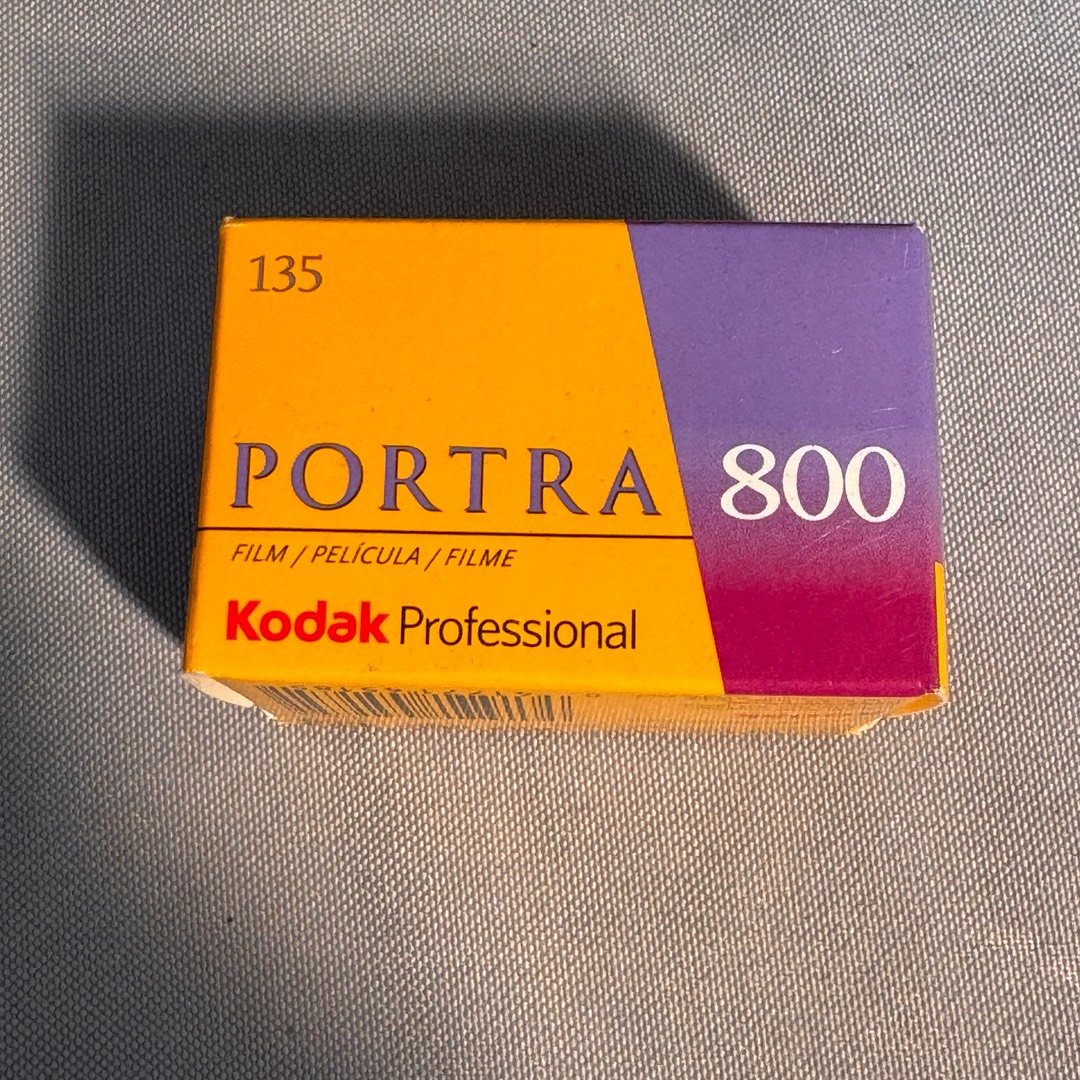 135
PORTRA 800
FILM / PELÍCULA / FILME
Kodak Professional